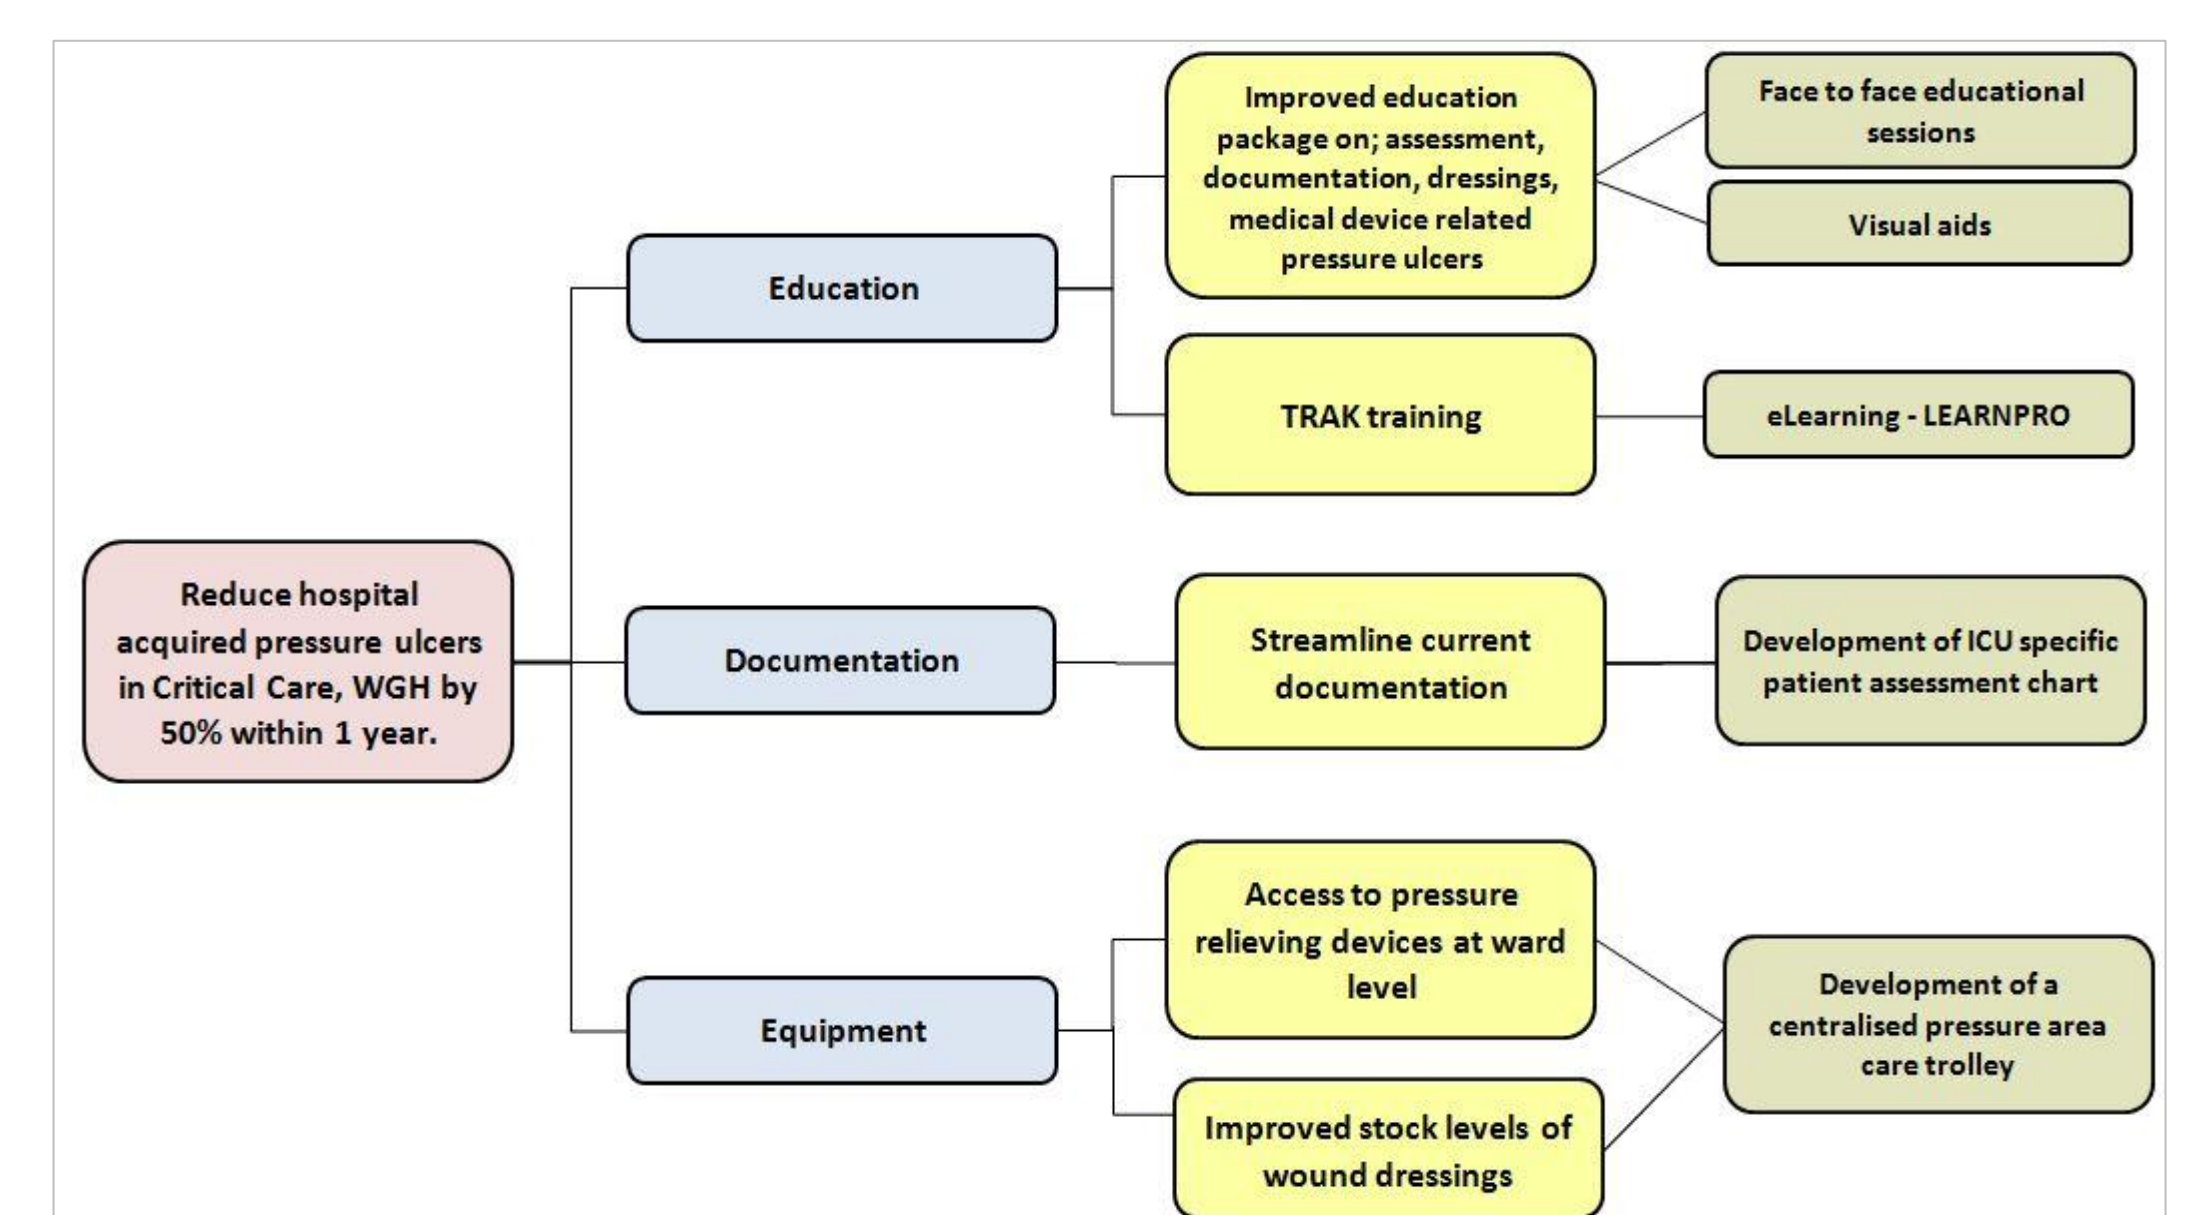 Improved education
package on; assessment,
documentation, dressings,
medical device related
pressure ulcers
Face to face educational
sessions
Visual aids
Education
TRAK training
eLearning - LEARNPRO
Reduce hospital
acquired pressure ulcers
in Critical Care, WGH by
50% within 1 year.
Documentation
Streamline current
documentation
Development of ICU specific
patient assessment chart
Access to pressure
relieving devices at ward
level
Equipment
Development of a
centralised pressure area
care trolley
Improved stock levels of
wound dressings